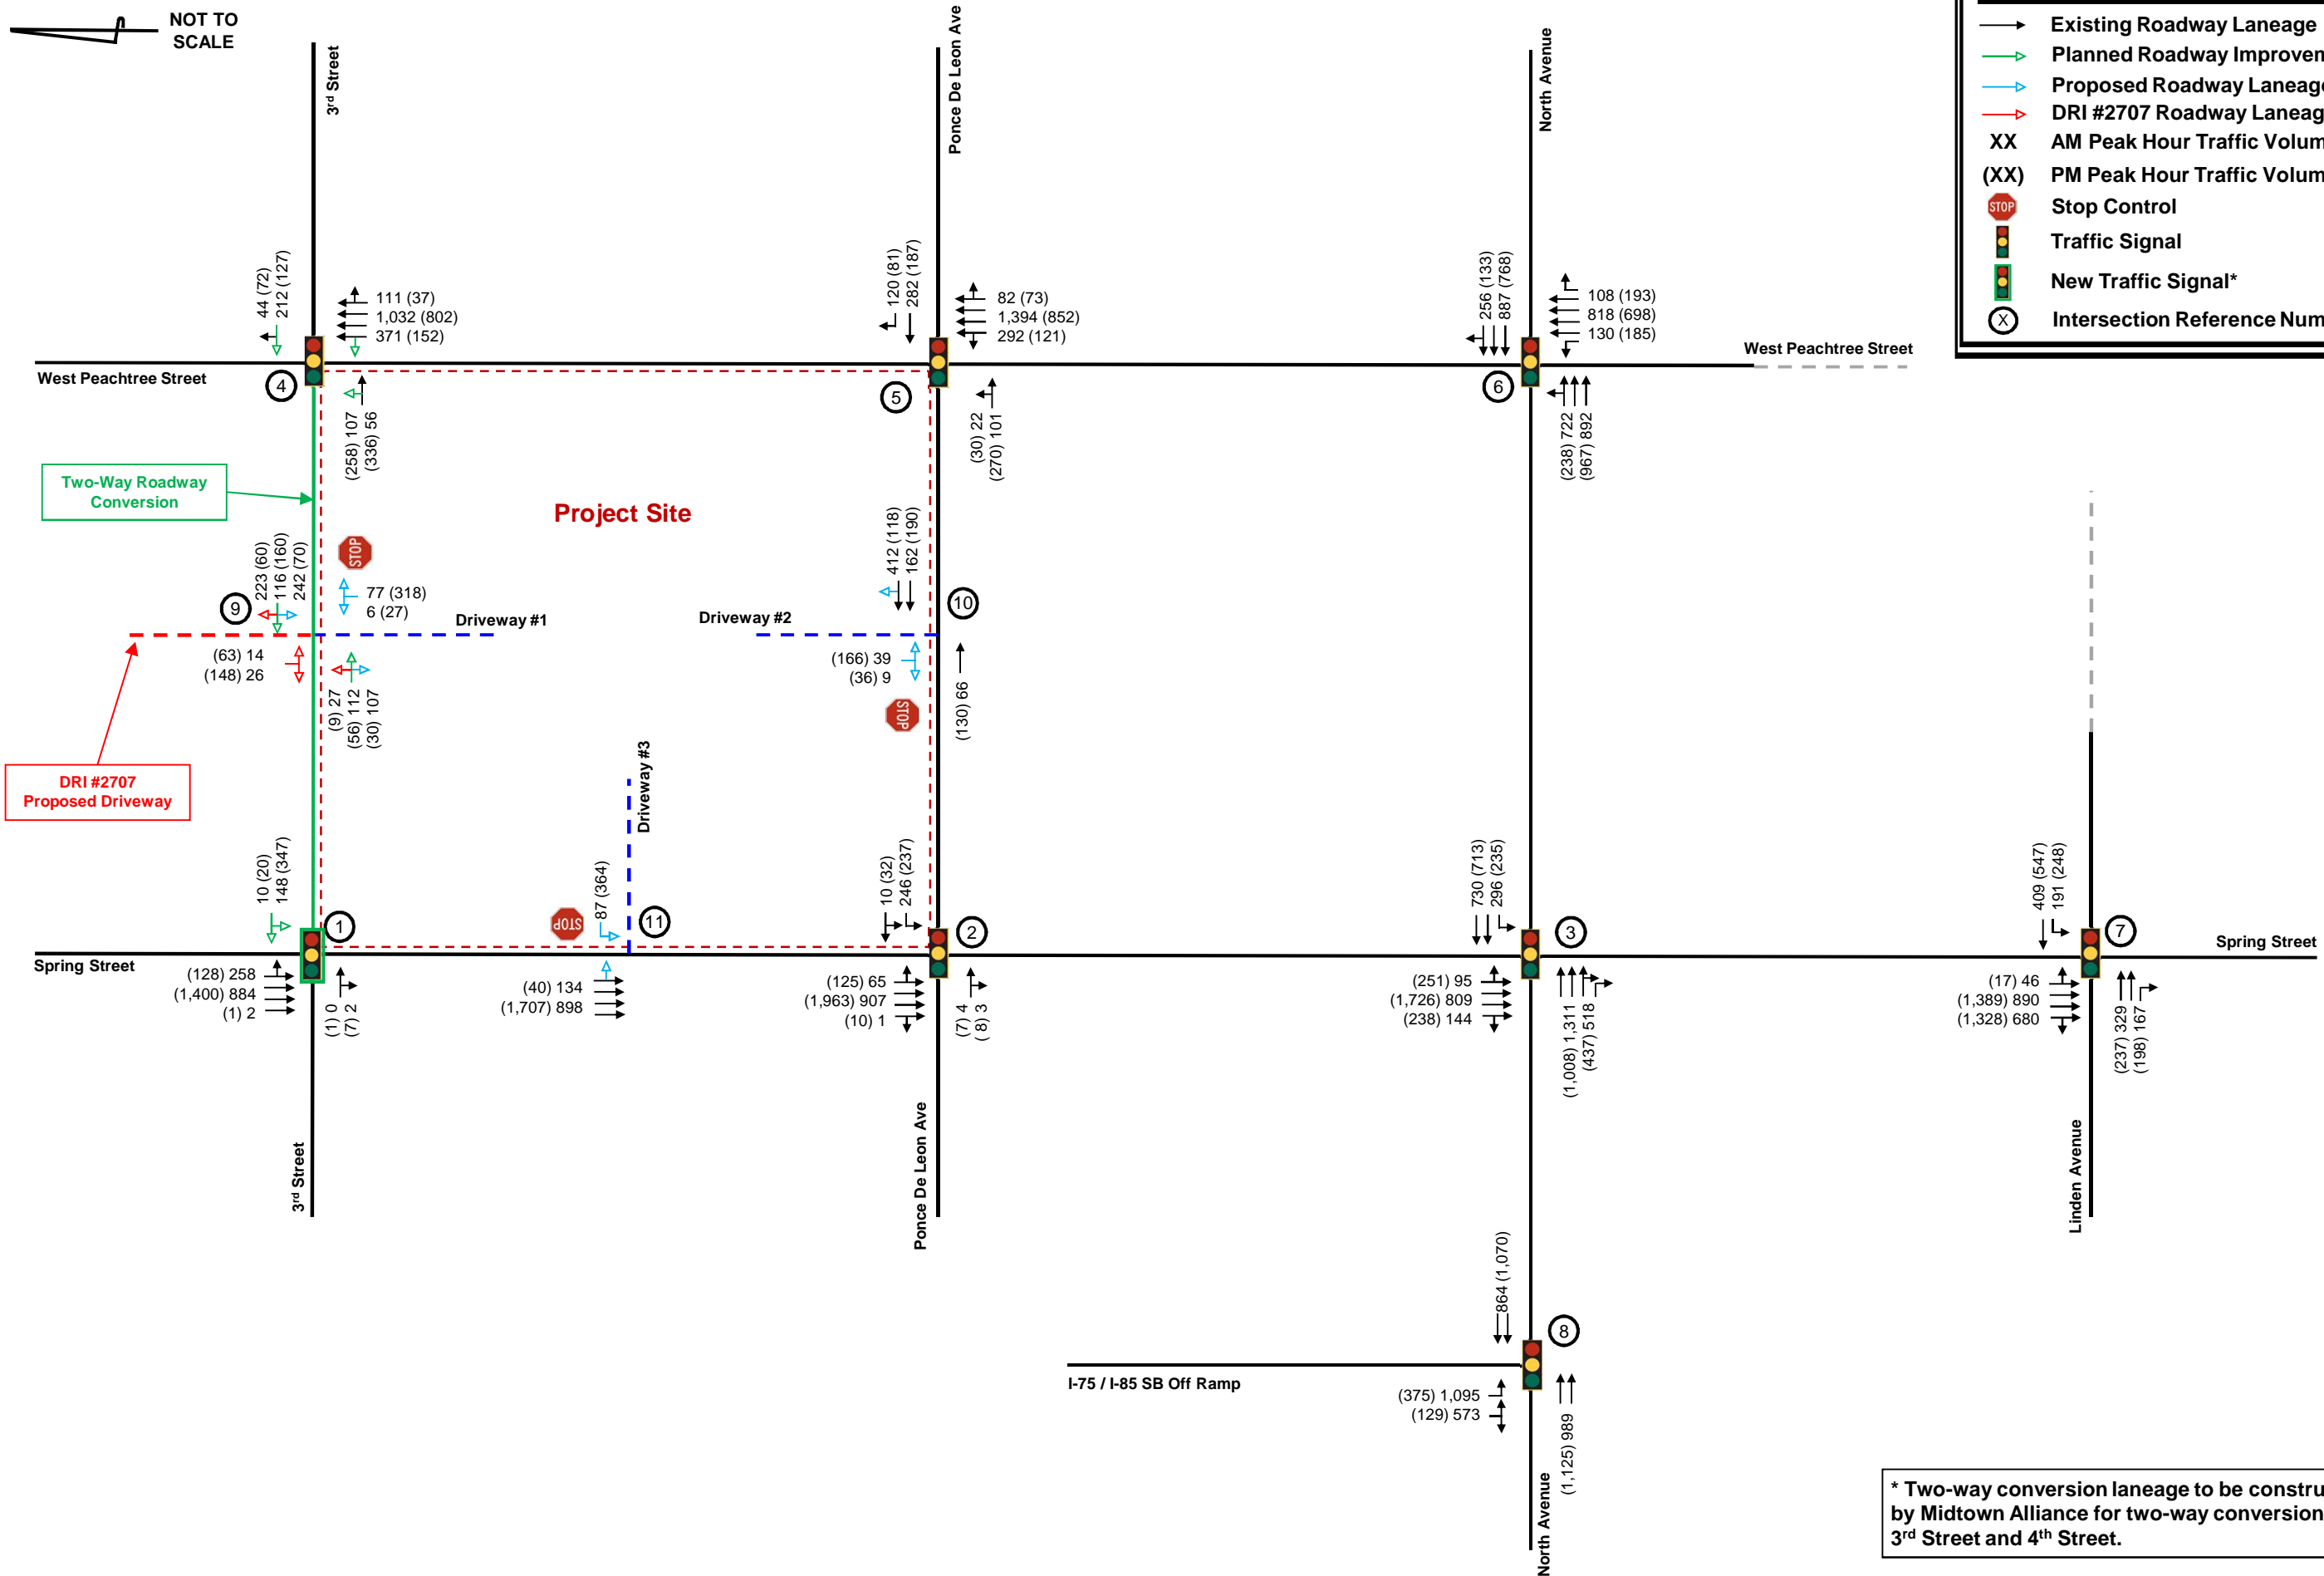 NOT TO
SCALE
3rd Street
Ponce De Leon Ave
North Avenue
Existing Roadway Laneage
Planned Roadway
Proposed Roadway
DRI #2707 Roadway
XX AM Peak Hour Traffic
(XX) PM Peak Hour Traffic
STOP Stop Control
Traffic Signal
New Traffic Signal*
X Intersection Reference
44 (72)
212 (127)
111 (37)
1,032 (802)
371 (152)
120 (81)
282 (187)
82 (73)
1,394 (852)
292 (121)
256 (133)
887 (768)
108 (193)
818 (698)
130 (185)
West Peachtree Street
West Peachtree Street
4
5
6
(258) 107
(336) 56
(30) 22
(270) 101
(238) 722
(967) 892
Two-Way Roadway
Conversion
Project Site
223 (60)
116 (160)
242 (70)
STOP
77 (318)
6 (27)
9
Driveway #1
412 (118)
162 (190)
10
Driveway #2
(63) 14
(148) 26
(9) 27
(56) 112
(30) 107
(166) 39
(36) 9
STOP
(130) 66
DRI #2707
Proposed Driveway
Driveway #3
10 (20)
148 (347)
1
STOP
87 (364)
11
10 (32)
246 (237)
2
730 (713)
296 (235)
3
409 (547)
191 (248)
7
Spring Street
Spring Street
(128) 258
(1,400) 884
(1) 2
(1) 0
(7) 2
(40) 134
(1,707) 898
(125) 65
(1,963) 907
(10) 1
(7) 4
(8) 3
(251) 95
(1,726) 809
(238) 144
(1,008) 1,311
(437) 518
(17) 46
(1,389) 890
(1,328) 680
(237) 329
(198) 167
3rd Street
Ponce De Leon Ave
Linden Avenue
864 (1,070)
8
I-75 / I-85 SB Off Ramp
(375) 1,095
(129) 573
(1,125) 989
North Avenue
* Two-way conversion laneage to be
by Midtown Alliance for two-way conversion
3rd Street and 4th Street.